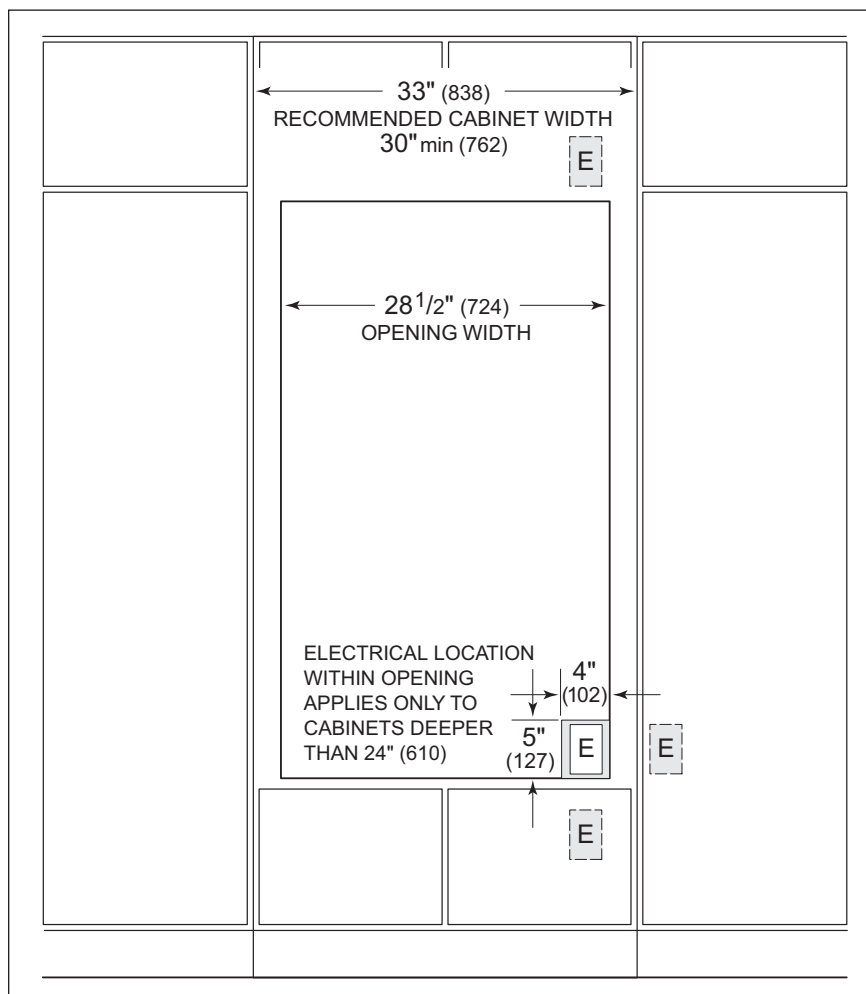 33" (838)
RECOMMENDED CABINET WIDTH
30" min (762)
E
28 1/2" (724)
OPENING WIDTH
ELECTRICAL LOCATION
WITHIN OPENING
APPLIES ONLY TO
CABINETS DEEPER
THAN 24" (610)
4"
(102)
5"
(127)
E
E
E